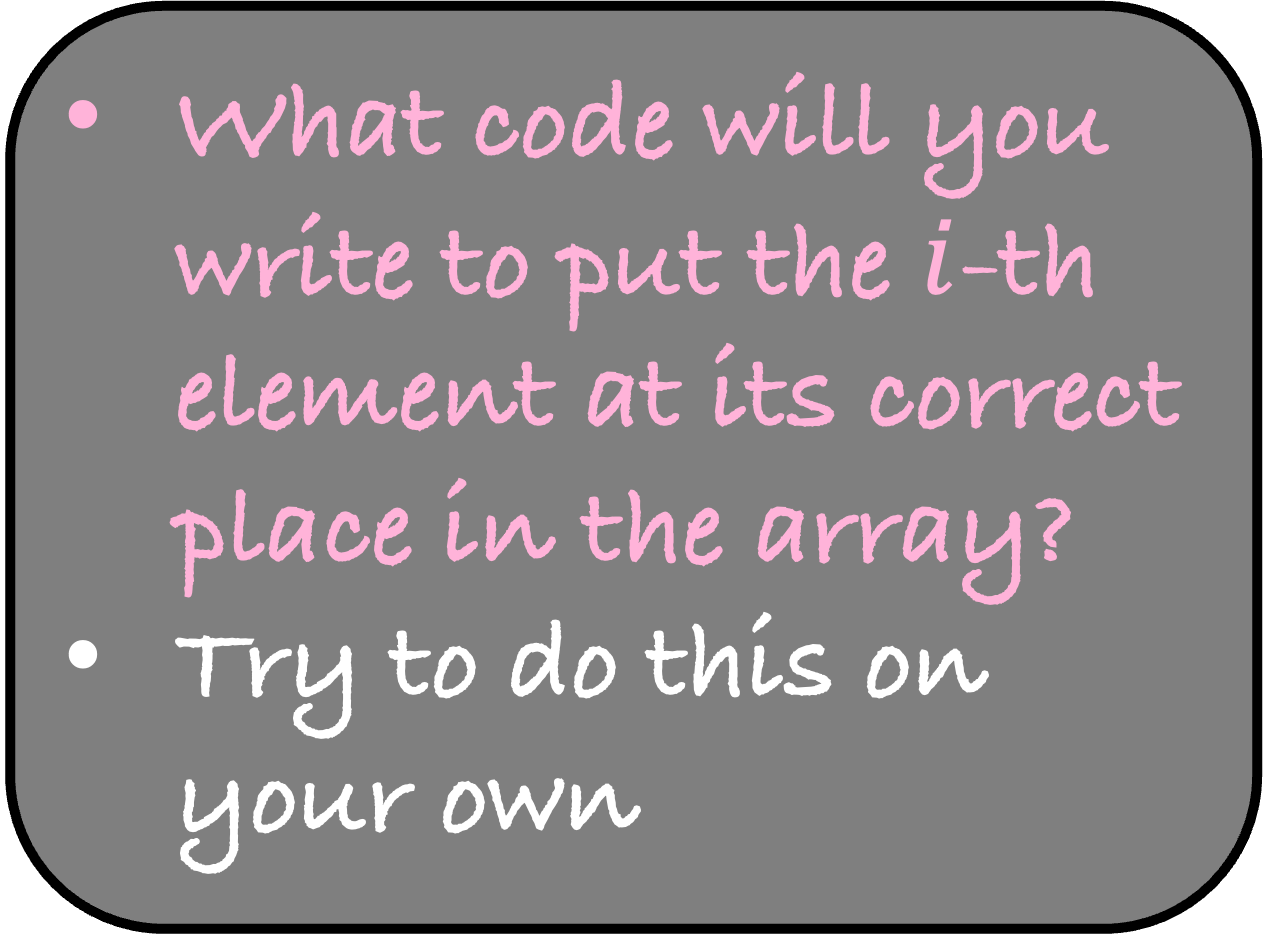 • What code will you
write to put the i-th
element at its correct
place in the array?
• Try to do this on
your own